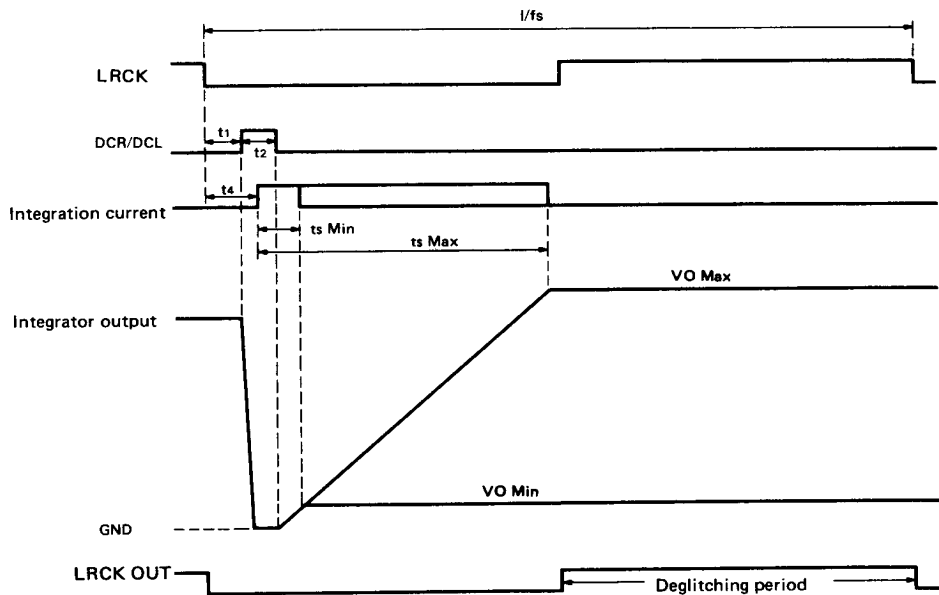 l/fs
LRCK
DCR/DCL
t1
t2
t4
Integration current
ts Min
ts Max
VO Max
Integrator output
VO Min
GND
LRCK OUT
Deglitching period